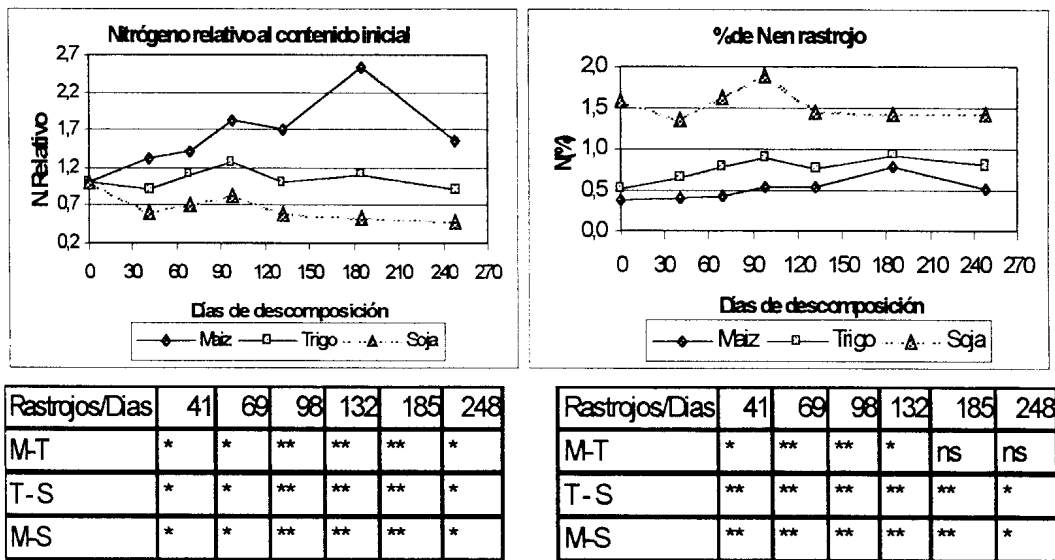 Nitrógeno relativo al contenido inicial
2,7
2,2
1,7
1,2
0,7
0,2
N Relativo
0 30 60 90 120 150 180 210 240 270
Días de descomposición
Maiz Trigo Soja
% de N en rastrojo
2,0
1,5
1,0
0,5
0,0
N(%)
0 30 60 90 120 150 180 210 240 270
Días de descomposición
Maiz Trigo Soja
Rastrojos/Dias 41 69 98 132 185 248
M-T * * ** ** ** *
T-S * * ** ** ** *
M-S * * ** ** ** *
Rastrojos/Dias 41 69 98 132 185 248
M-T * ** ** * ns ns
T-S ** ** ** ** ** *
M-S ** ** ** ** ** *